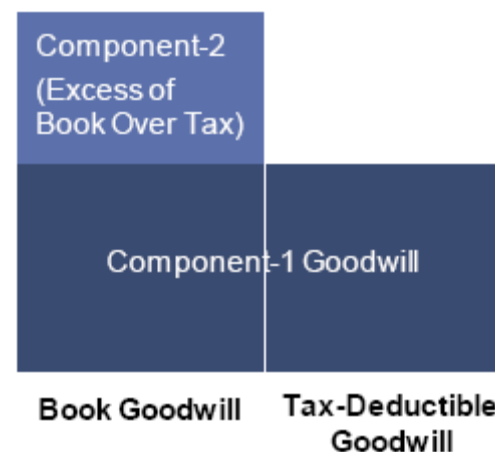 Component-2
(Excess of
Book Over Tax)
Component-1 Goodwill
Book Goodwill
Tax-Deductible
Goodwill